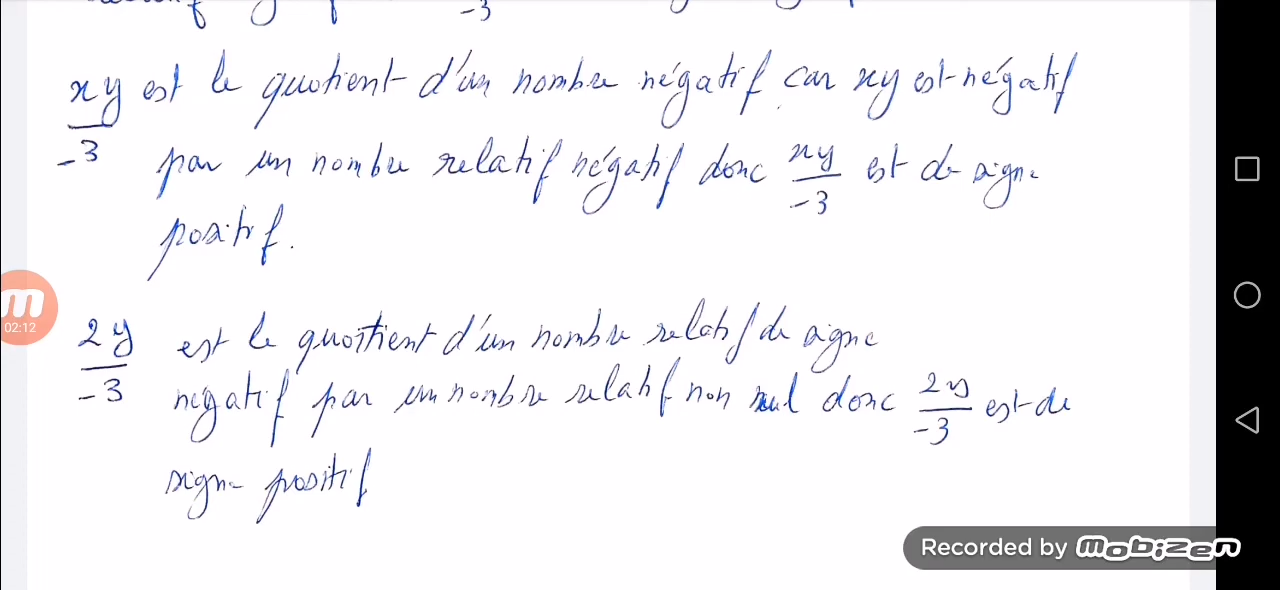 -3
xy/-3 est le quotient d'un nombre négatif car xy est négatif
par un nombre relatif négatif donc xy/-3 est de signe
positif.
02:12
2y/-3 est le quotient d'un nombre relatif de signe
négatif par un nombre relatif non nul donc 2y/-3 est de
signe positif
Recorded by mobizen